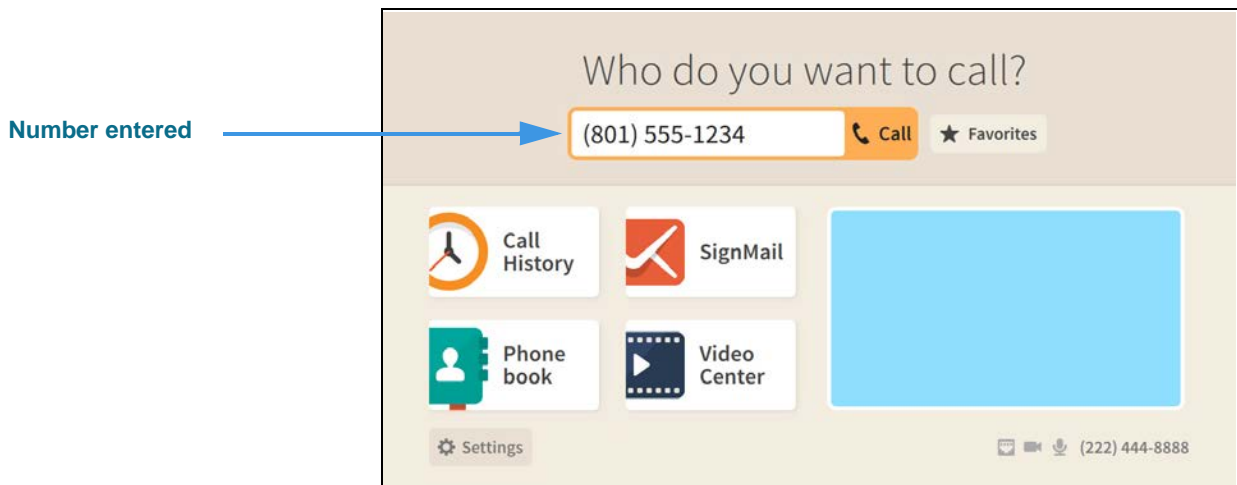 Who do you want to call?
Number entered
(801) 555-1234
Call
Favorites
Call
History
SignMail
Phone
book
Video
Center
Settings
(222) 444-8888